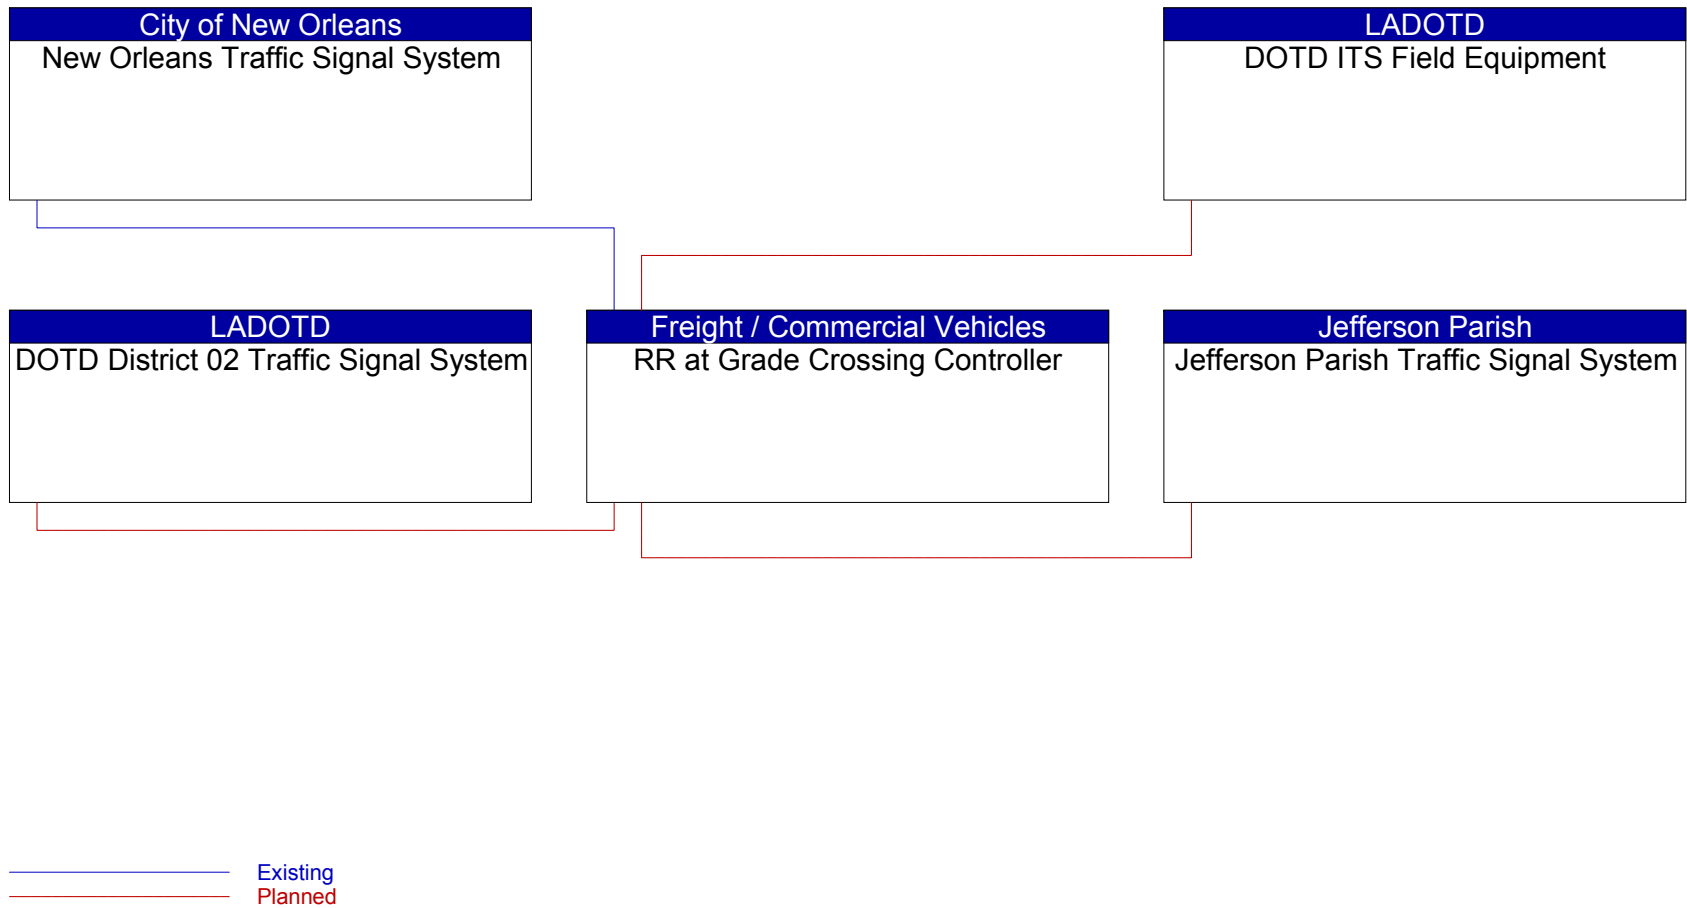 City of New Orleans
New Orleans Traffic Signal System
LADOTD
DOTD ITS Field Equipment
LADOTD
DOTD District 02 Traffic Signal System
Freight / Commercial Vehicles
RR at Grade Crossing Controller
Jefferson Parish
Jefferson Parish Traffic Signal System
Existing
Planned